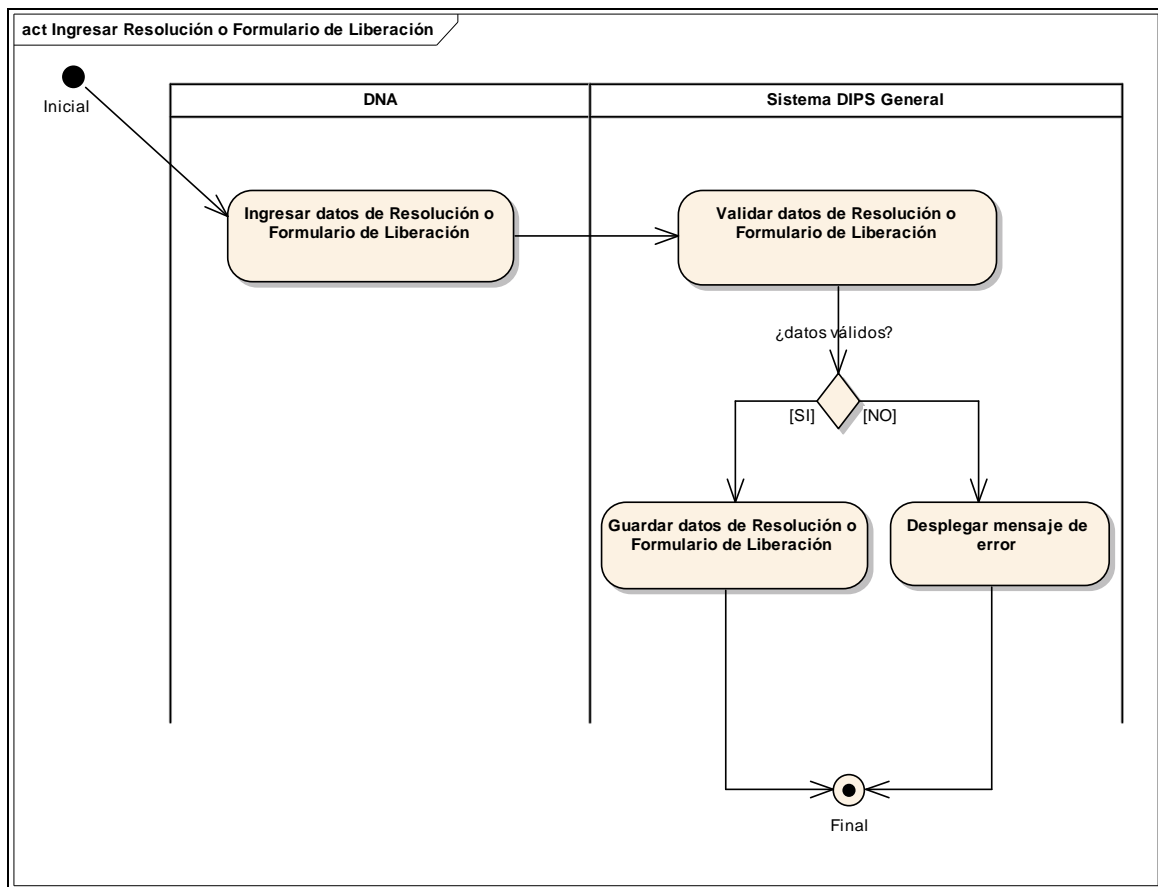 act Ingresar Resolución o Formulario de Liberación
Inicial
DNA
Sistema DIPS General
Ingresar datos de Resolución o
Formulario de Liberación
Validar datos de Resolución o
Formulario de Liberación
¿datos válidos?
[SI]
[NO]
Guardar datos de Resolución o
Formulario de Liberación
Desplegar mensaje de
error
Final